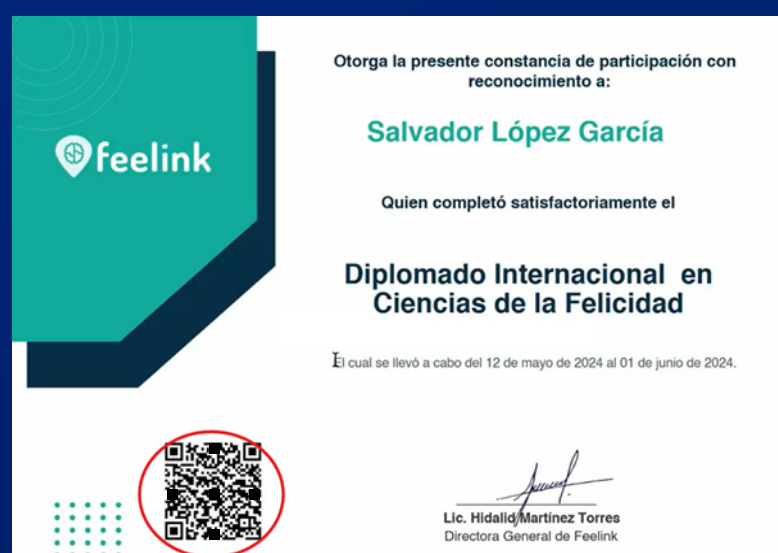 Otorga la presente constancia de participación con
reconocimiento a:
feelink
Salvador López García
Quien completó satisfactoriamente el
Diplomado Internacional en
Ciencias de la Felicidad
El cual se llevó a cabo del 12 de mayo de 2024 al 01 de junio de 2024.
Lic. Hidalid Martínez Torres
Directora General de Feelink